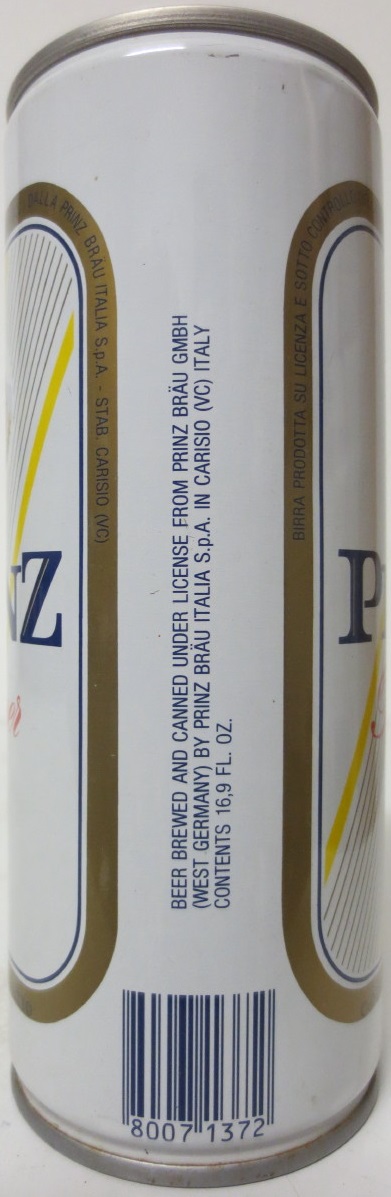 DALLA PRINZ BRÄU ITALIA S.p.A. - STAB. CARISIO (VC)
NZ
er
BEER BREWED AND CANNED UNDER LICENSE FROM PRINZ BRÄU GMBH
(WEST GERMANY) BY PRINZ BRÄU ITALIA S.p.A. IN CARISIO (VC) ITALY
CONTENTS 16,9 FL. OZ.
BIRRA PRODOTTA SU LICENZA E SOTTO CONTROLLO
P
8007 1372